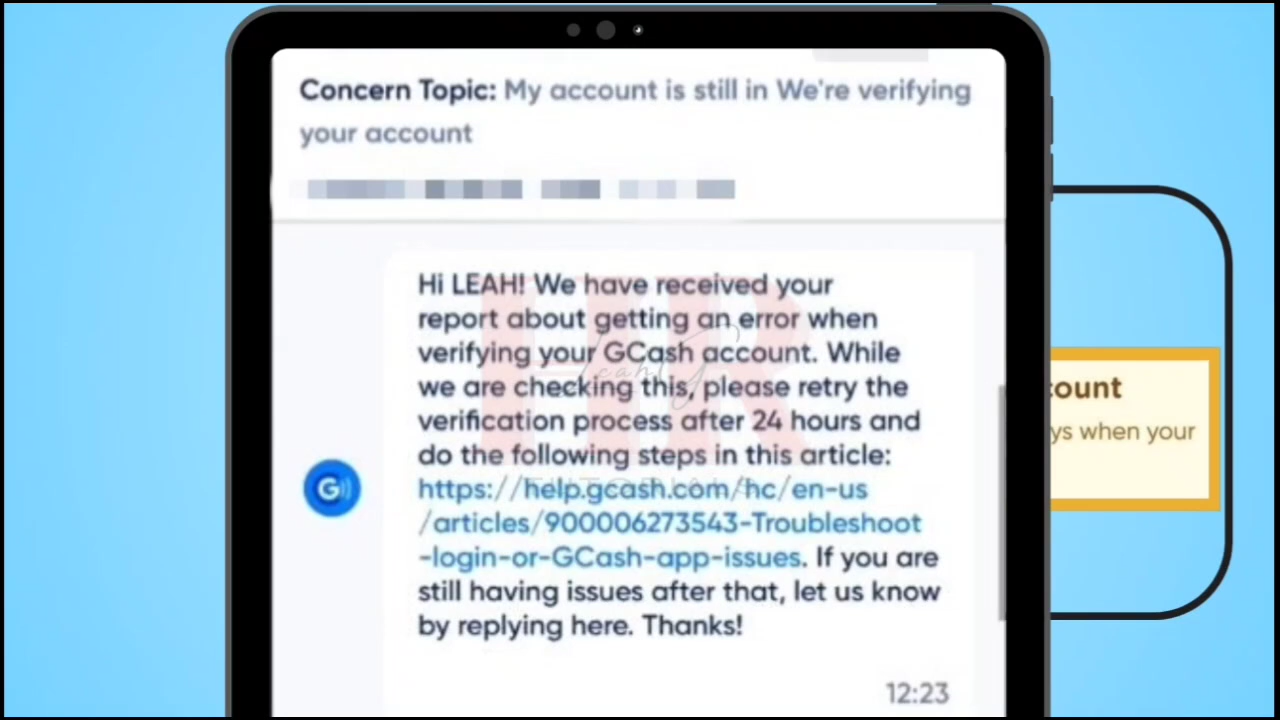 Concern Topic: My account is still in We're verifying
your account
Hi LEAH! We have received your
report about getting an error when
verifying your GCash account. While
we are checking this, please retry the
verification process after 24 hours and
do the following steps in this article:
https://help.gcash.com/hc/en-us
/articles/900006273543-Troubleshoot
-login-or-GCash-app-issues. If you are
still having issues after that, let us know
by replying here. Thanks!
12:23
G
count
ys when your
HR
Leah G
TUTORIALS